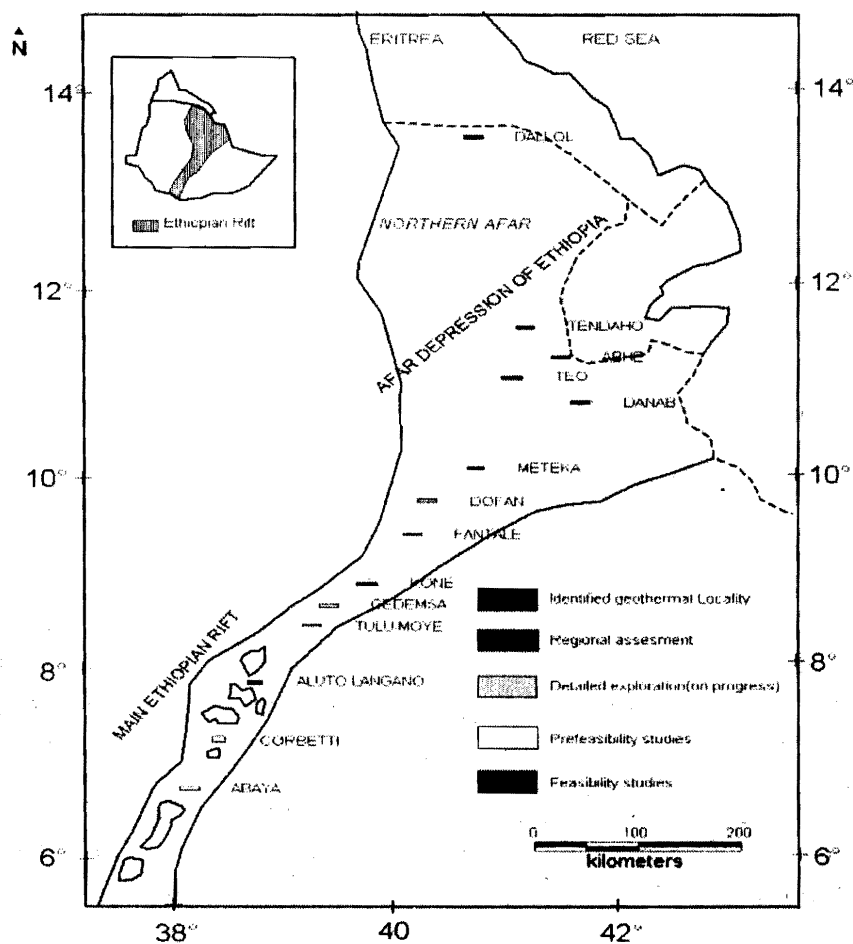 N
ERITREA
RED SEA
14°
14°
DALLOL
Ethiopian Rift
NORTHERN AFAR
AFAR DEPRESSION OF ETHIOPIA
12°
12°
TENDAHO
ABHE
TEO
DANAB
METEKA
10°
10°
DOFAN
FANTALE
KONE
GEDEMSA
TULU MOYE
MAIN ETHIOPIAN RIFT
8°
8°
ALUTO LANGANO
CORBETTI
ABAYA
6°
6°
Identified geothermal Locality
Regional assesment
Detailed exploration(on progress)
Prefeasibility studies
Feasibility studies
0 100 200
kilometers
38° 40 42°